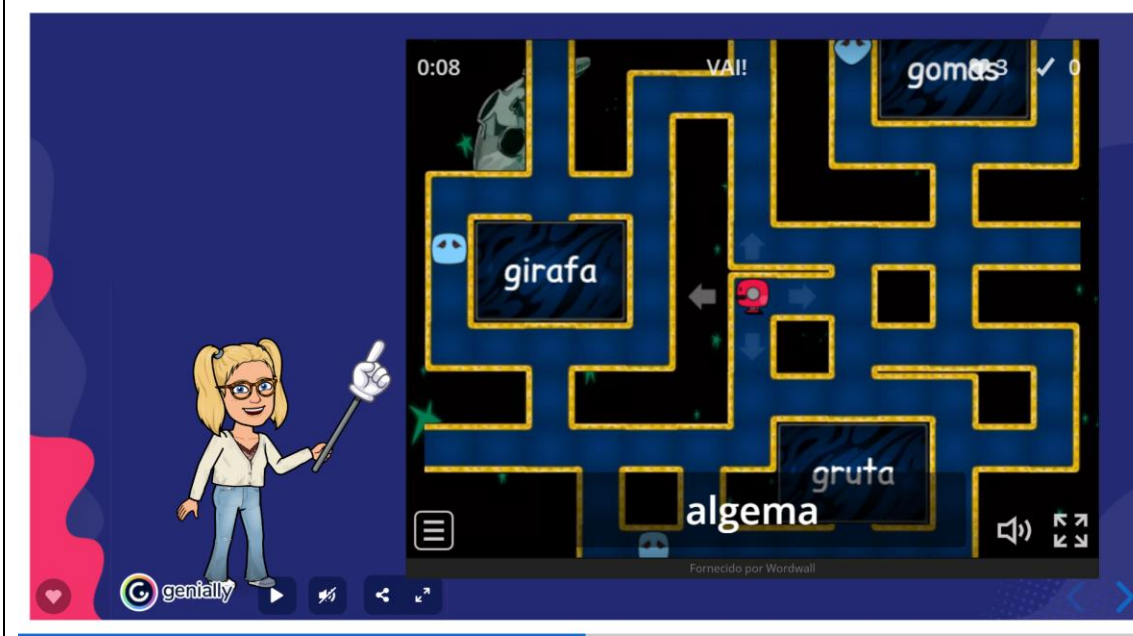 0:08
VAI!
gomas
3
0
girafa
gruta
algema
Fornecido por Wordwall
genially